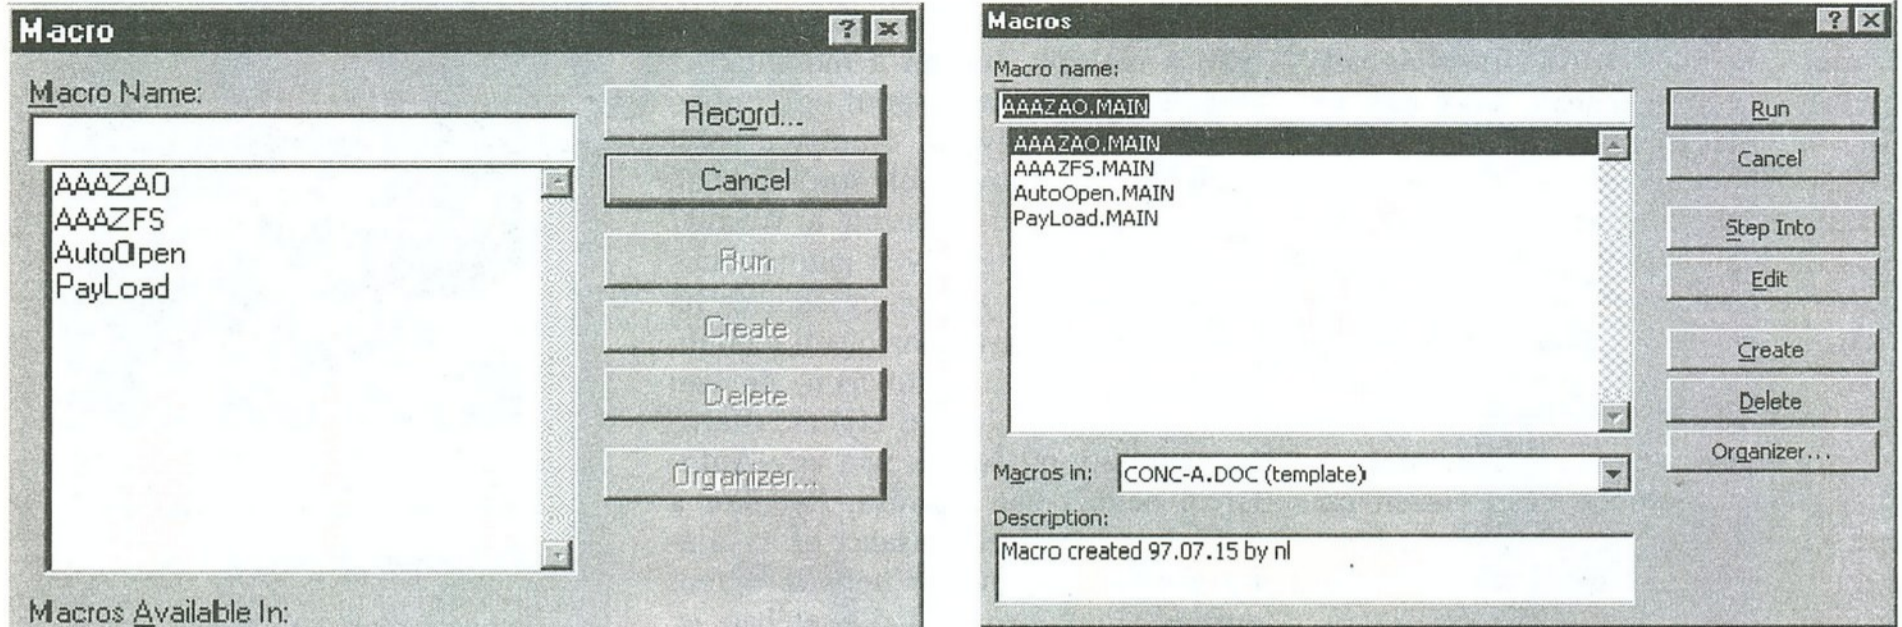 Macro
Macro Name:
Record...
AAAZAO
Cancel
AAAZFS
AutoOpen
PayLoad
Run
Create
Delete
Organizer...
Macros Available In:
Macros
Macro name:
AAAZAO.MAIN
Run
AAAZAO.MAIN
Cancel
AAAZFS.MAIN
AutoOpen.MAIN
PayLoad.MAIN
Step Into
Edit
Create
Delete
Organizer...
Macros in:
CONC-A.DOC (template)
Description:
Macro created 97.07.15 by nl